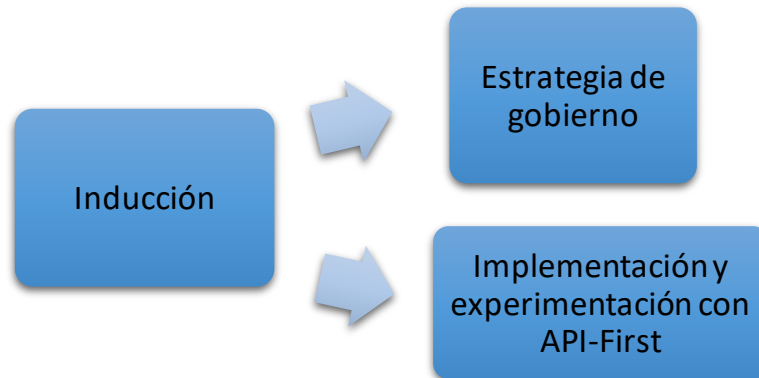 Estrategia de
gobierno
Inducción
Implementación y
experimentación con
API-First